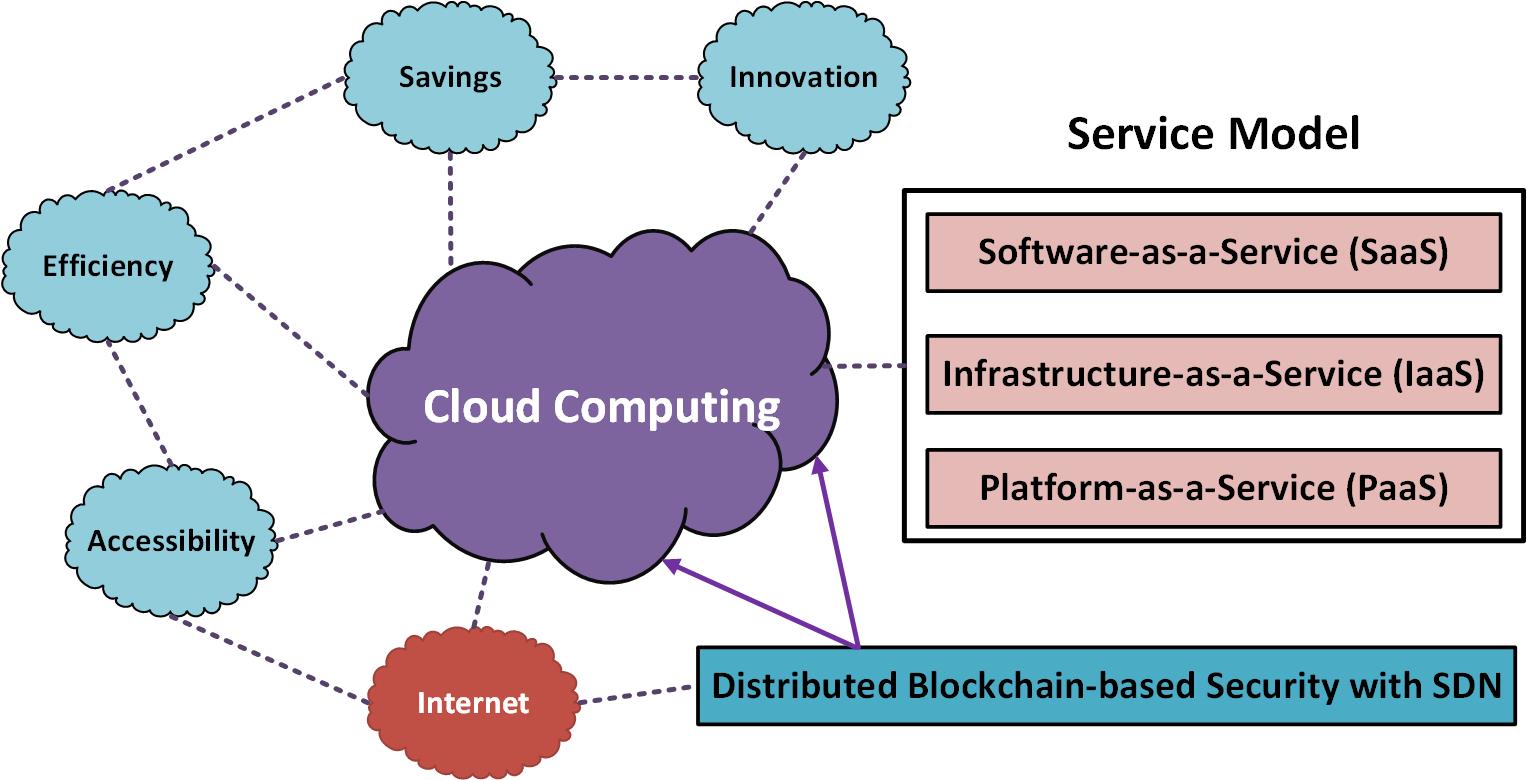 Savings
Innovation
Service Model
Efficiency
Software-as-a-Service (SaaS)
Infrastructure-as-a-Service (IaaS)
Cloud Computing
Platform-as-a-Service (PaaS)
Accessibility
Internet
Distributed Blockchain-based Security with SDN